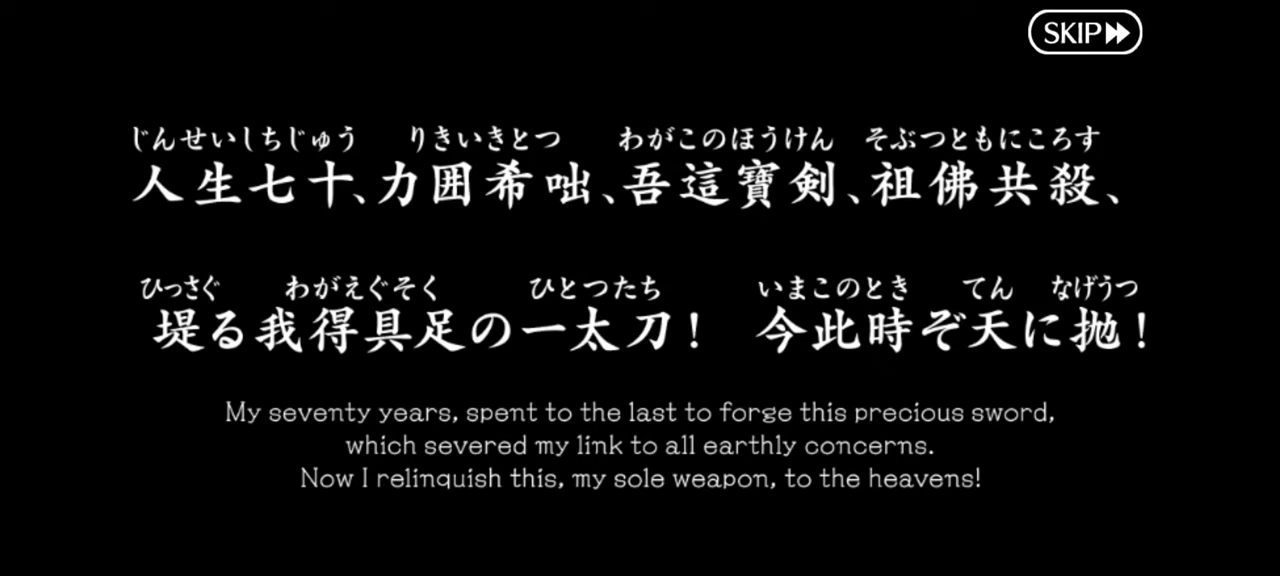 SKIP
じんせいしちじゅう りきいきとつ わがこのほうけん そぶつともにころす
人生七十、力囲希咄、吾這寶剣、祖佛共殺、
ひっさぐ わがえぐそく ひとつたち いまこのとき てん なげうつ
堤る我得具足の一太刀！ 今此時ぞ天に抛！
My seventy years, spent to the last to forge this precious sword,
which severed my link to all earthly concerns.
Now I relinquish this, my sole weapon, to the heavens!